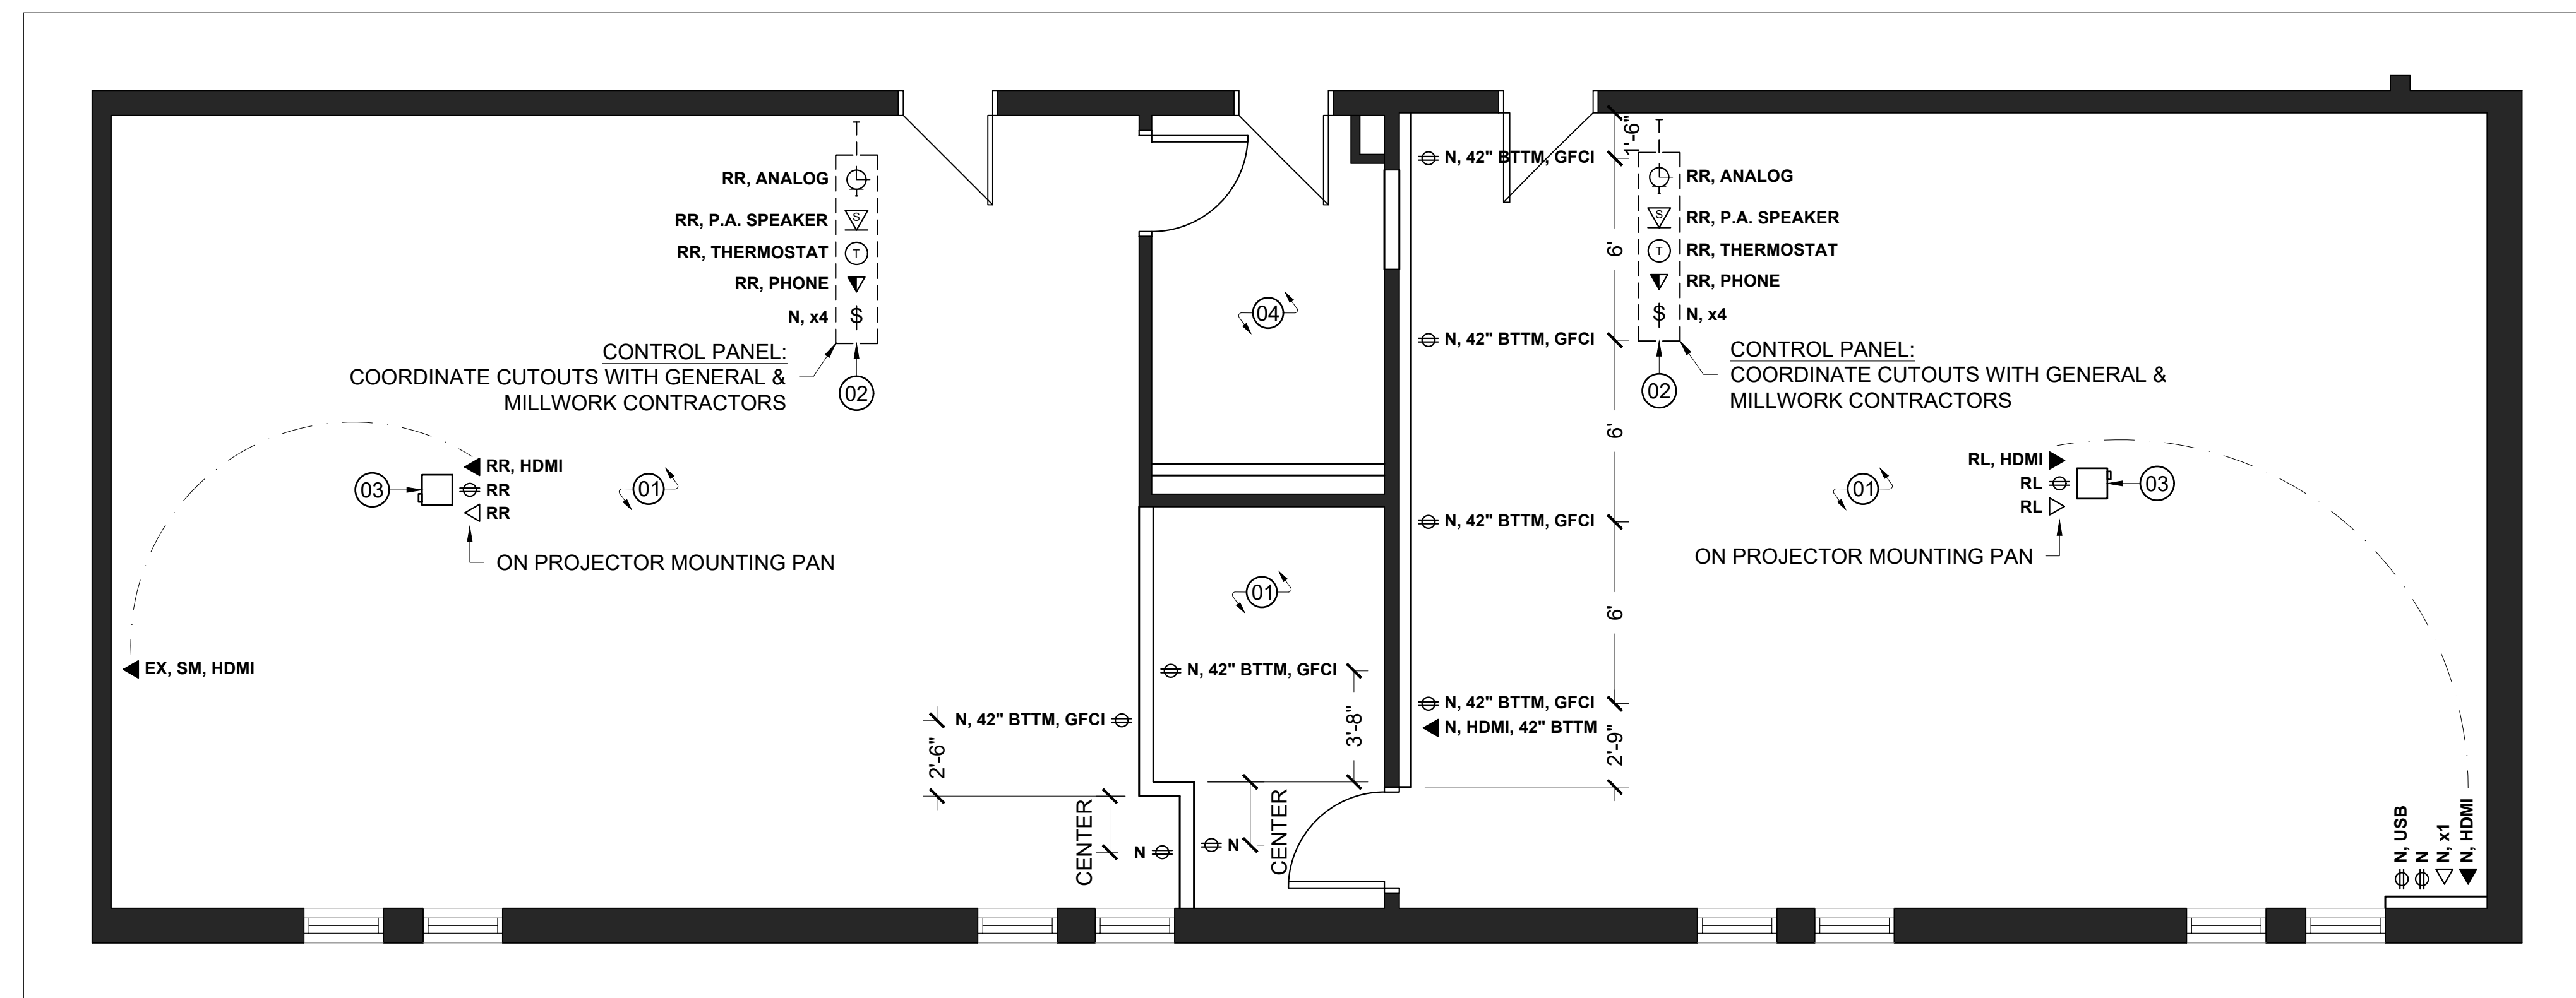 RR, ANALOG
S
RR, P.A. SPEAKER
T
RR, THERMOSTAT
RR, PHONE
N, x4
$
CONTROL PANEL:
COORDINATE CUTOUTS WITH GENERAL &
MILLWORK CONTRACTORS
02
03
RR, HDMI
RR
RR
01
ON PROJECTOR MOUNTING PAN
EX, SM, HDMI
N, 42" BTTM, GFCI
2'-6"
CENTER
N
04
01
N, 42" BTTM, GFCI
3'-8"
N
CENTER
N, 42" BTTM, GFCI
1'-6"
6'
N, 42" BTTM, GFCI
6'
N, 42" BTTM, GFCI
6'
N, 42" BTTM, GFCI
N, HDMI, 42" BTTM
2'-9"
RR, ANALOG
S
RR, P.A. SPEAKER
T
RR, THERMOSTAT
RR, PHONE
$
N, x4
CONTROL PANEL:
COORDINATE CUTOUTS WITH GENERAL &
MILLWORK CONTRACTORS
02
01
RL, HDMI
RL
RL
03
ON PROJECTOR MOUNTING PAN
N, USB
N
N, x1
N, HDMI